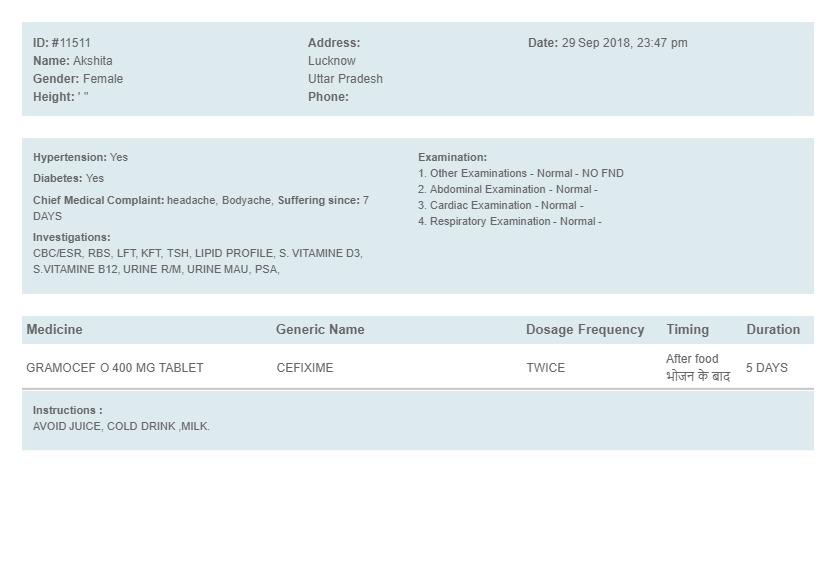 ID: #11511
Name: Akshita
Gender: Female
Height: ' "
Address:
Lucknow
Uttar Pradesh
Phone:
Date: 29 Sep 2018, 23:47 pm
Hypertension: Yes
Diabetes: Yes
Chief Medical Complaint: headache, Bodyache, Suffering since: 7
DAYS
Investigations:
CBC/ESR, RBS, LFT, KFT, TSH, LIPID PROFILE, S. VITAMINE D3,
S.VITAMINE B12, URINE R/M, URINE MAU, PSA,
Examination:
1. Other Examinations - Normal - NO FND
2. Abdominal Examination - Normal -
3. Cardiac Examination - Normal -
4. Respiratory Examination - Normal -
Medicine Generic Name Dosage Frequency Timing Duration
GRAMOCEF O 400 MG TABLET CEFIXIME TWICE After food 5 DAYS
भोजन के बाद
Instructions :
AVOID JUICE, COLD DRINK ,MILK.